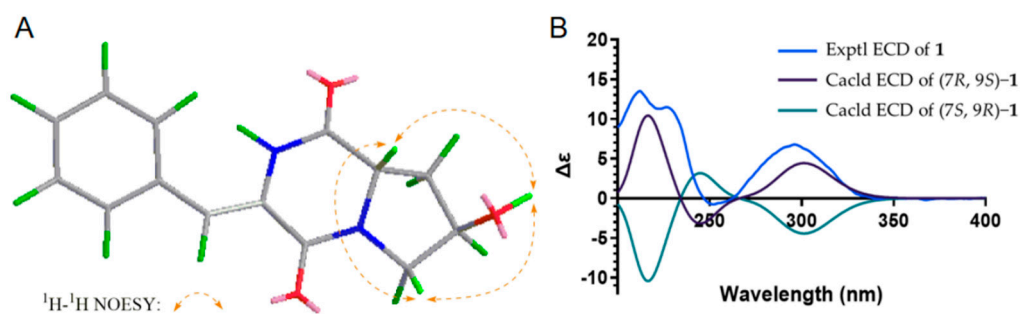 A
¹H-¹H NOESY:
B
Exptl ECD of 1
Cacld ECD of (7R, 9S)–1
Cacld ECD of (7S, 9R)–1
Δε
20
15
10
5
0
-5
-10
250
300
350
400
Wavelength (nm)